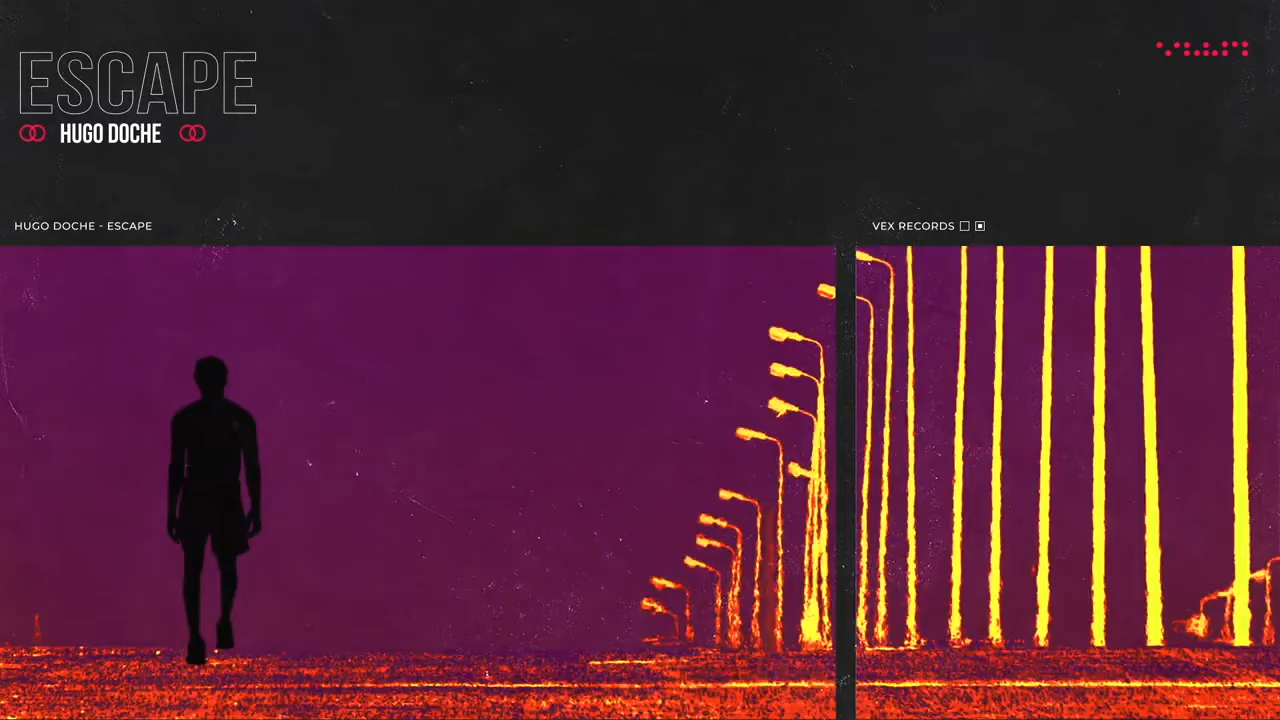 ESCAPE
HUGO DOCHE
HUGO DOCHE - ESCAPE
VEX RECORDS